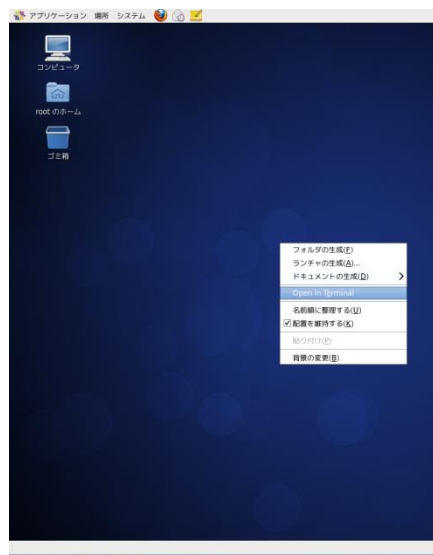 アプリケーション 場所 システム
コンピュータ
root のホーム
ゴミ箱
フォルダの生成(F)
ランチャの生成(A)...
ドキュメントの生成(D)
Open in Terminal
名前順に整理する(U)
配置を維持する(K)
貼り付け(P)
背景の変更(B)